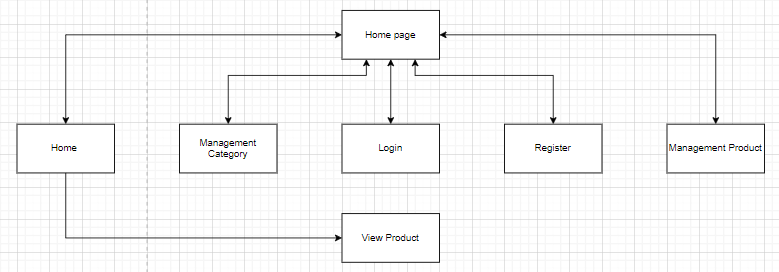 Home page
Home
Management
Category
Login
Register
Management Product
View Product